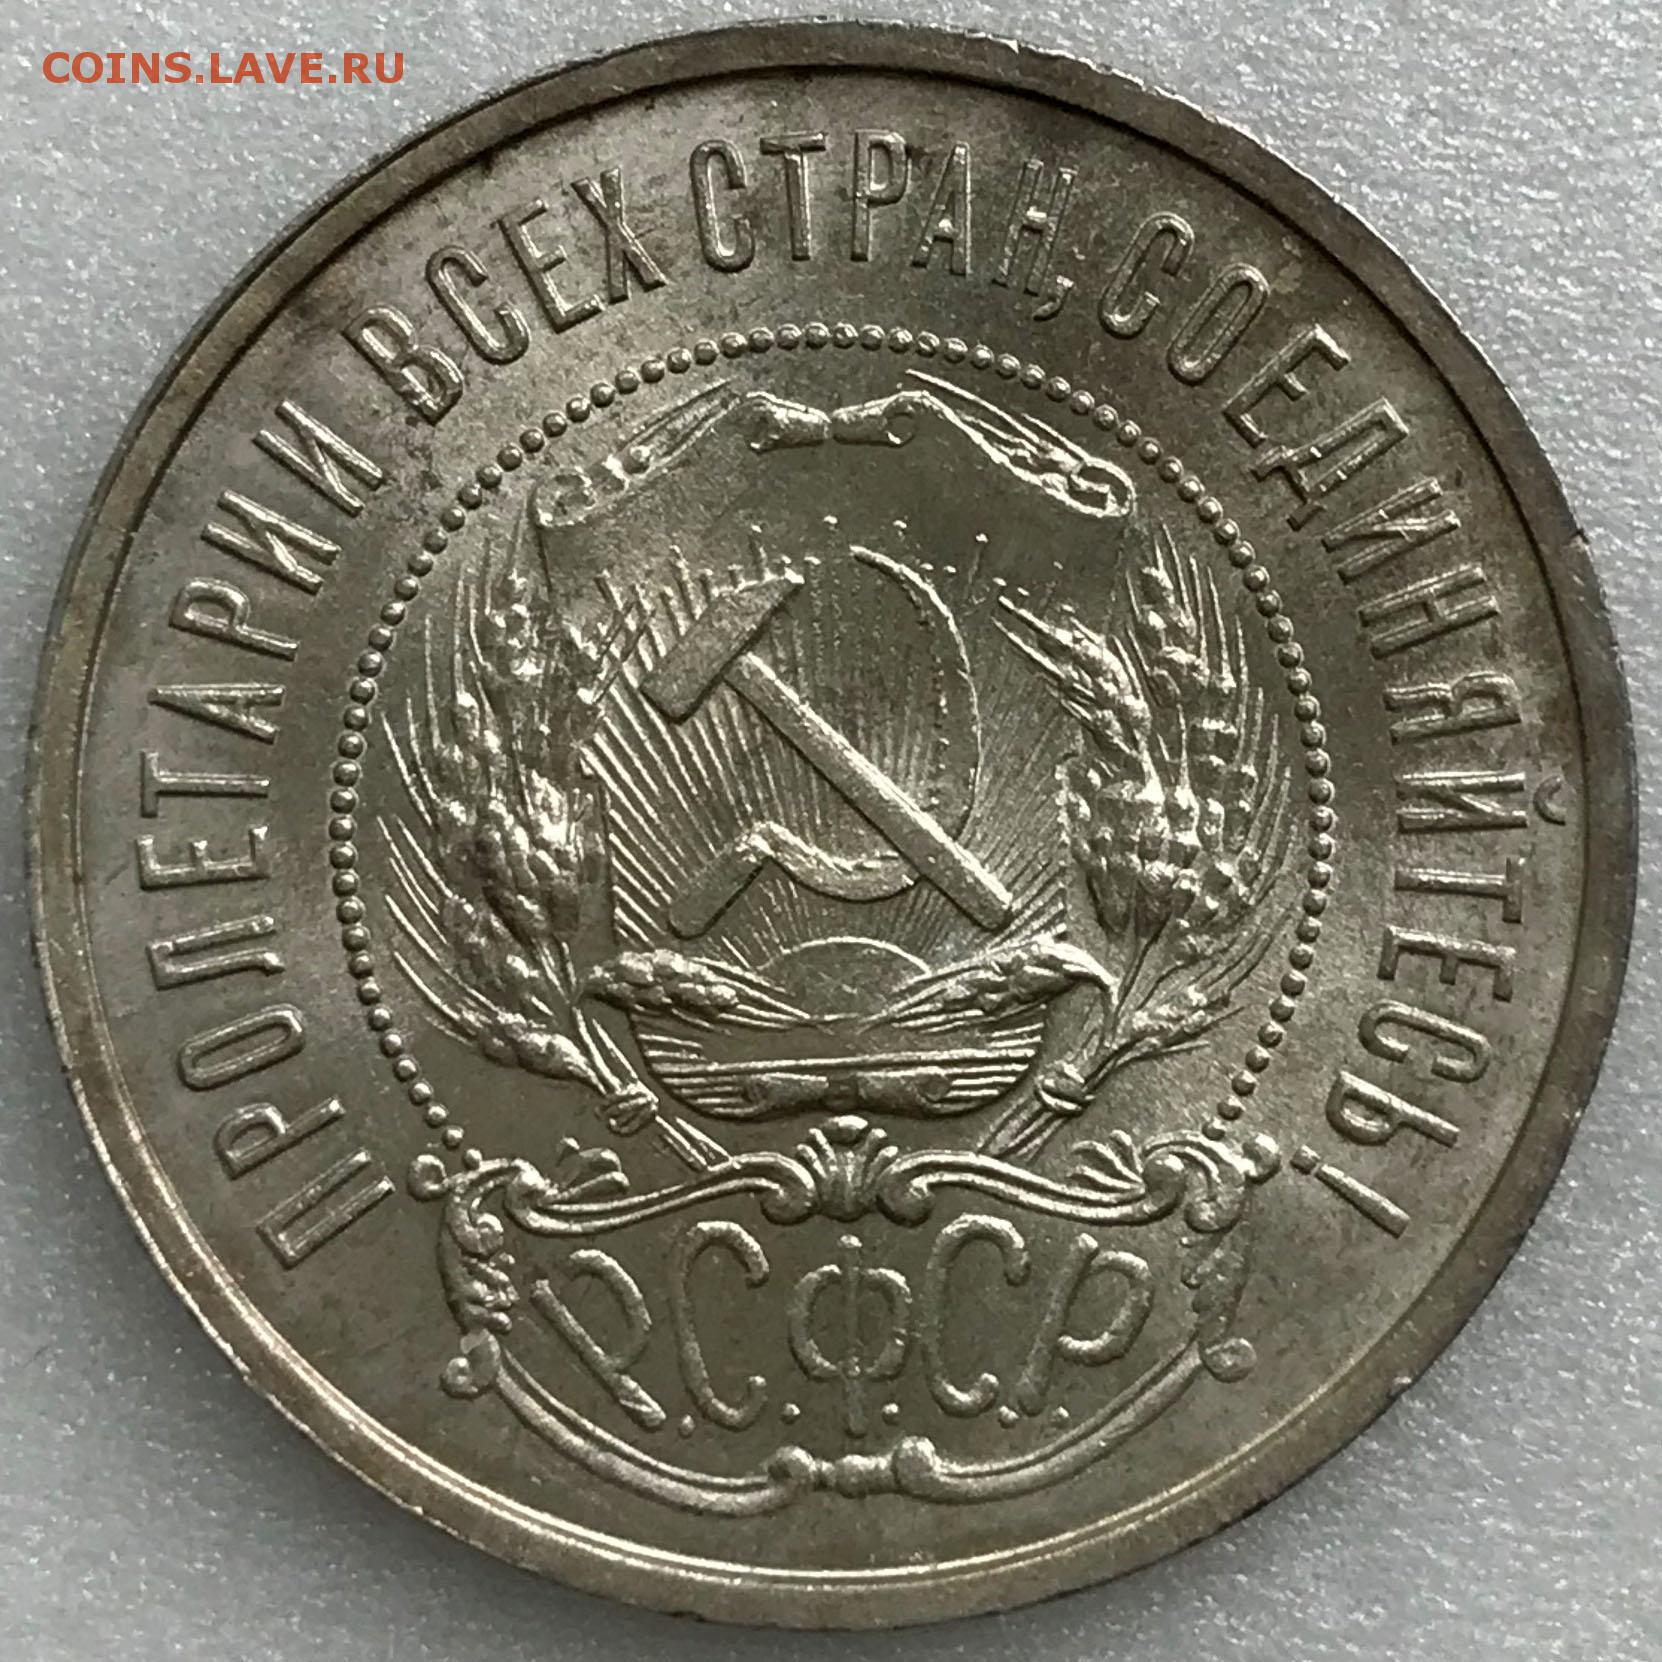 COINS.LAVE.RU
ПРОЛЕТАРИИ ВСЕХ СТРАН, СОЕДИНЯЙТЕСЬ!
Р.С.Ф.С.Р.